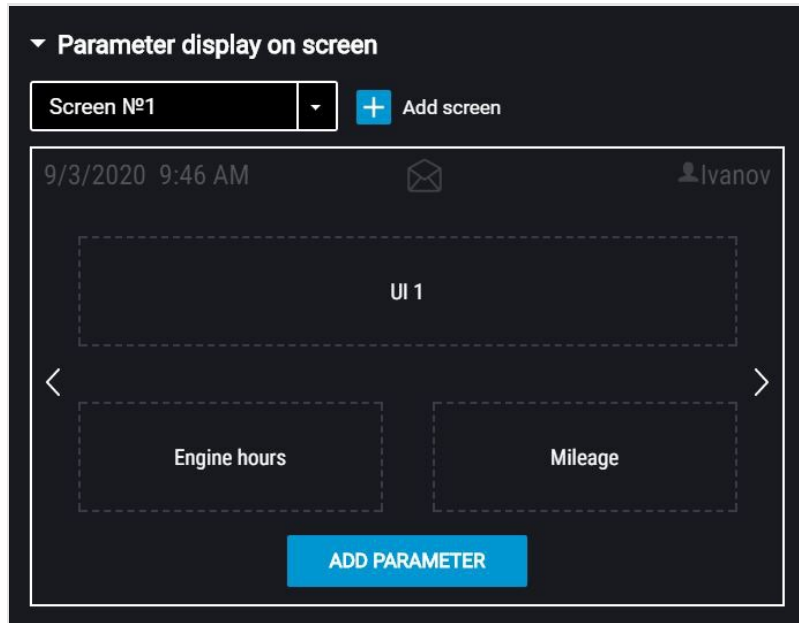 Parameter display on screen
Screen №1
Add screen
9/3/2020 9:46 AM
Ivanov
UI 1
Engine hours
Mileage
ADD PARAMETER